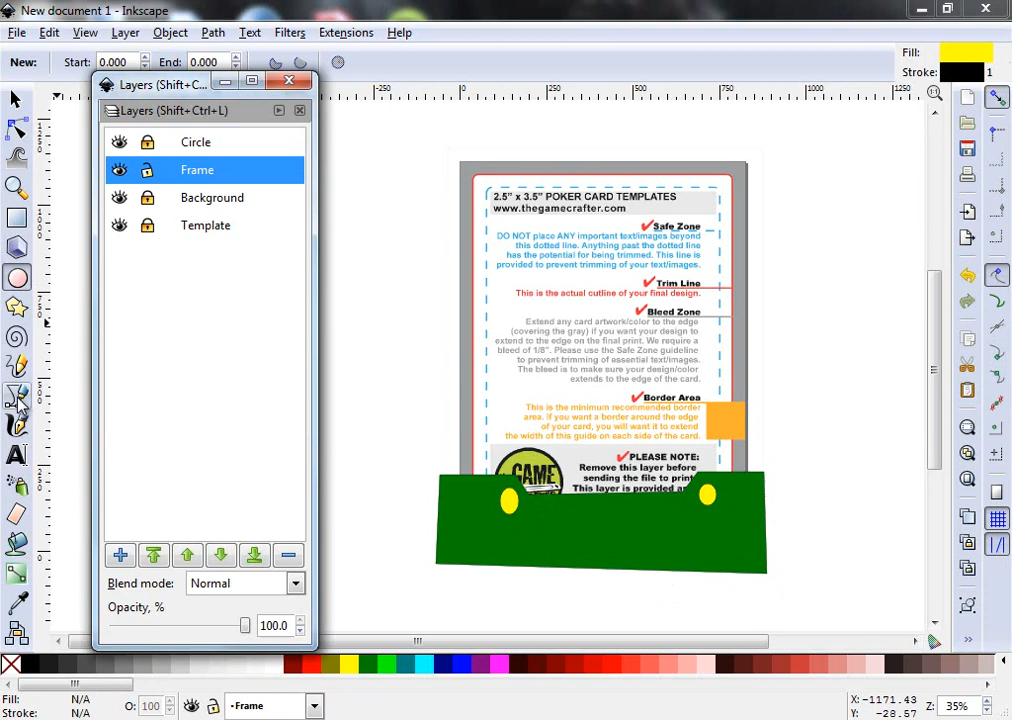 New document 1 - Inkscape
File Edit View Layer Object Path Text Filters Extensions Help
New: Start: 0.000 End: 0.000
Fill:
Stroke: 1
Layers (Shift+C...
Layers (Shift+Ctrl+L)
Circle
Frame
Background
Template
Blend mode: Normal
Opacity, %
100.0
-250 0 250 500 750 1000 1250
2.5" x 3.5" POKER CARD TEMPLATES
www.thegamecrafter.com
Safe Zone
DO NOT place ANY important text/images beyond
this dotted line. Anything past the dotted line
has the potential for being trimmed. This line is
provided to prevent trimming of your text/images.
Trim Line
This is the actual cutline of your final design.
Bleed Zone
Extend any card artwork/color to the edge
(covering the gray) if you want your design to
extend to the edge on the final print. We require a
bleed of 1/8". Please use the Safe Zone guideline
to prevent trimming of essential text/images.
The bleed is to make sure your design/color
extends to the edge of the card.
Border Area
This is the minimum recommended border
area. If you want a border around the edge
of your card, you will want to extend
the width of this guide on each side of the card.
GAME
PLEASE NOTE:
Remove this layer before
sending the file to print
This layer is provided a
Fill: N/A
Stroke: N/A
O: 100
•Frame
X: -1171.43
Y: -28.57
Z: 35%